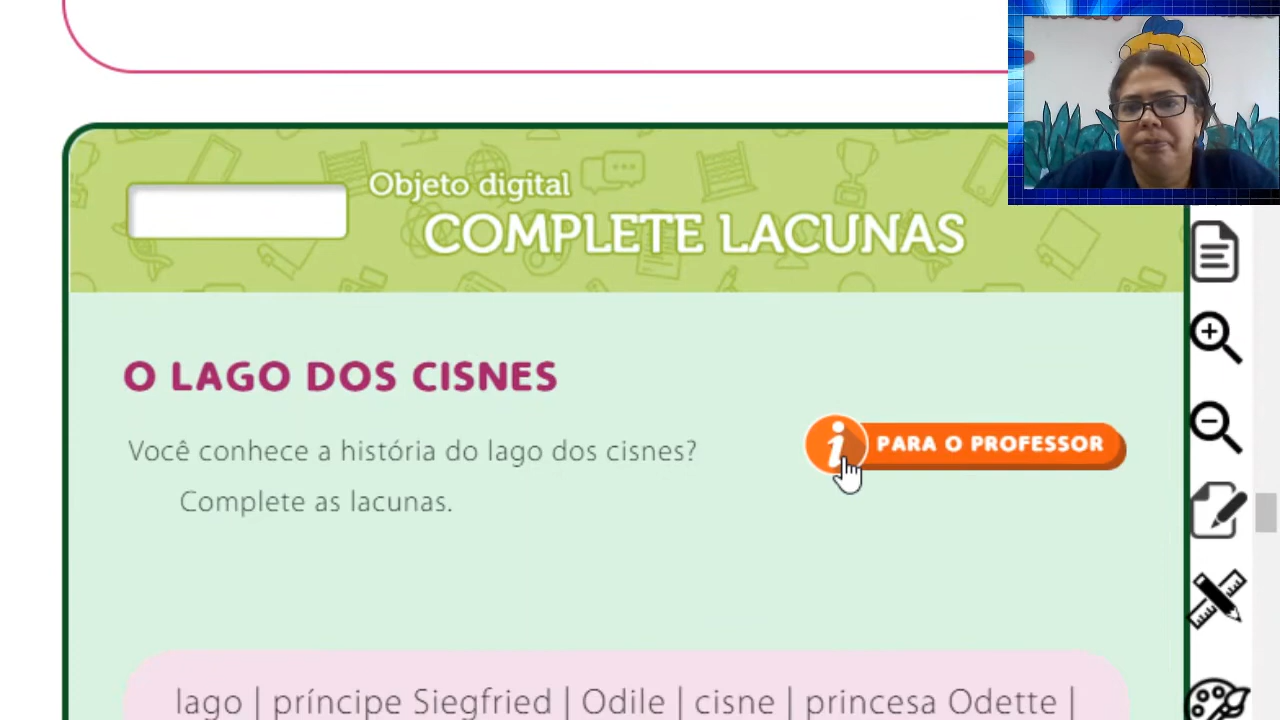 Objeto digital
COMPLETE LACUNAS
O LAGO DOS CISNES
Você conhece a história do lago dos cisnes?
PARA O PROFESSOR
Complete as lacunas.
lago | príncipe Siegfried | Odile | cisne | princesa Odette |